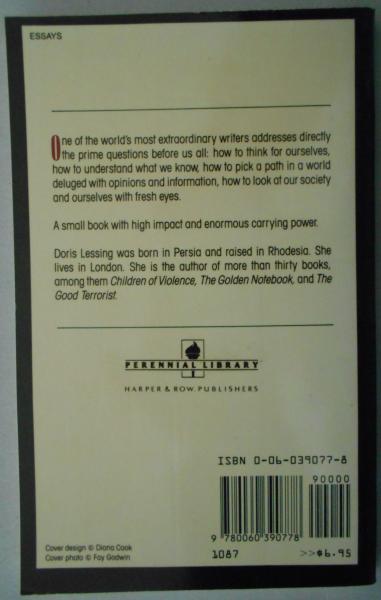 ESSAYS
One of the world's most extraordinary writers addresses directly
the prime questions before us all: how to think for ourselves,
how to understand what we know, how to pick a path in a world
deluged with opinions and information, how to look at our society
and ourselves with fresh eyes.
A small book with high impact and enormous carrying power.
Doris Lessing was born in Persia and raised in Rhodesia. She
lives in London. She is the author of more than thirty books,
among them Children of Violence, The Golden Notebook, and The
Good Terrorist.
PERENNIAL LIBRARY
HARPER & ROW, PUBLISHERS
ISBN 0-06-039077-8
90000
9 780060 390778
1087 >>$6.95
Cover design © Diana Cook
Cover photo © Fay Godwin